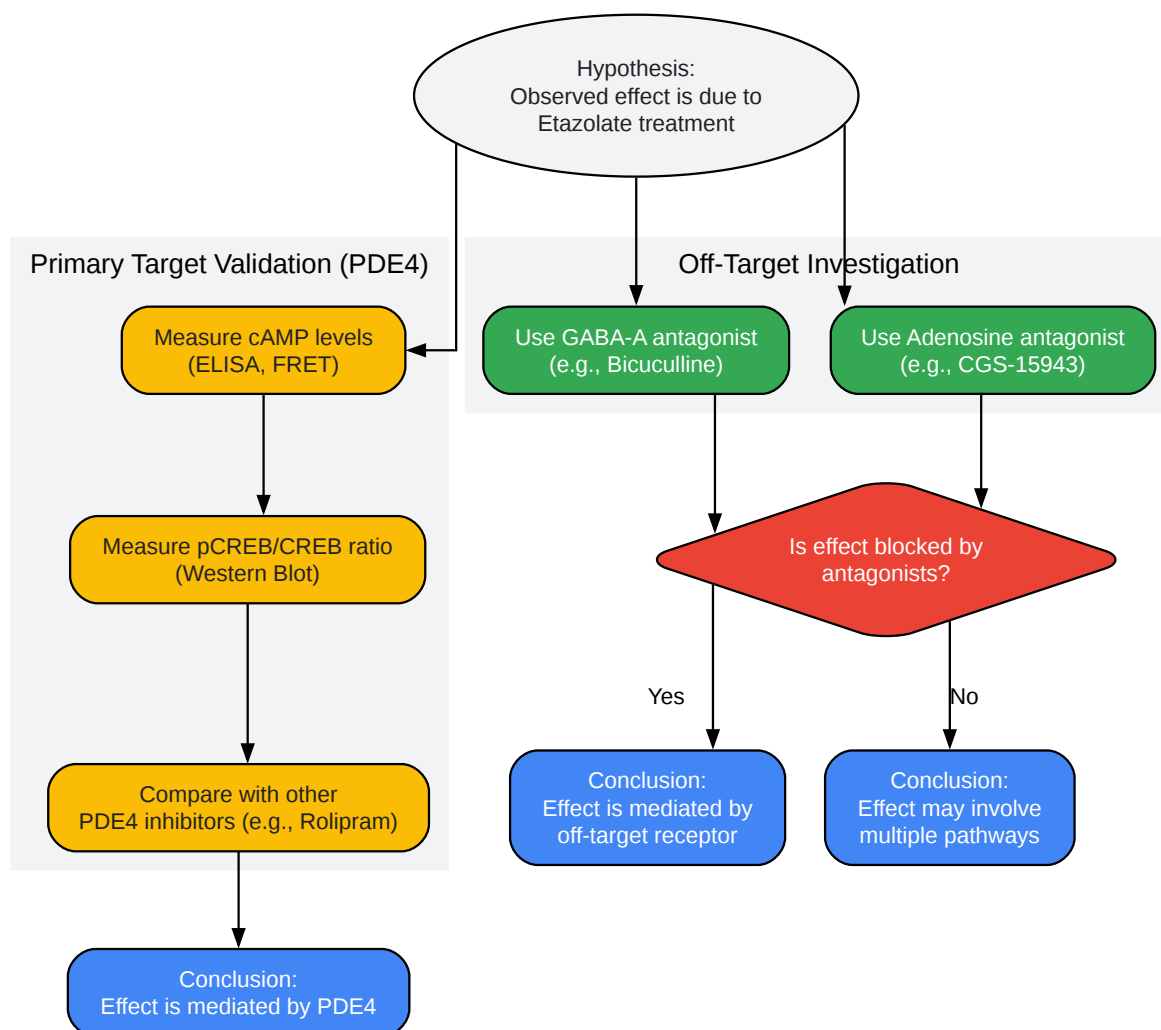 Hypothesis:
Observed effect is due to
Etazolate treatment
Primary Target Validation (PDE4)
Off-Target Investigation
Measure cAMP levels
(ELISA, FRET)
Use GABA-A antagonist
(e.g., Bicuculline)
Use Adenosine antagonist
(e.g., CGS-15943)
Measure pCREB/CREB ratio
(Western Blot)
Is effect blocked by
antagonists?
Yes
No
Compare with other
PDE4 inhibitors (e.g., Rolipram)
Conclusion:
Effect is mediated by
off-target receptor
Conclusion:
Effect may involve
multiple pathways
Conclusion:
Effect is mediated by PDE4